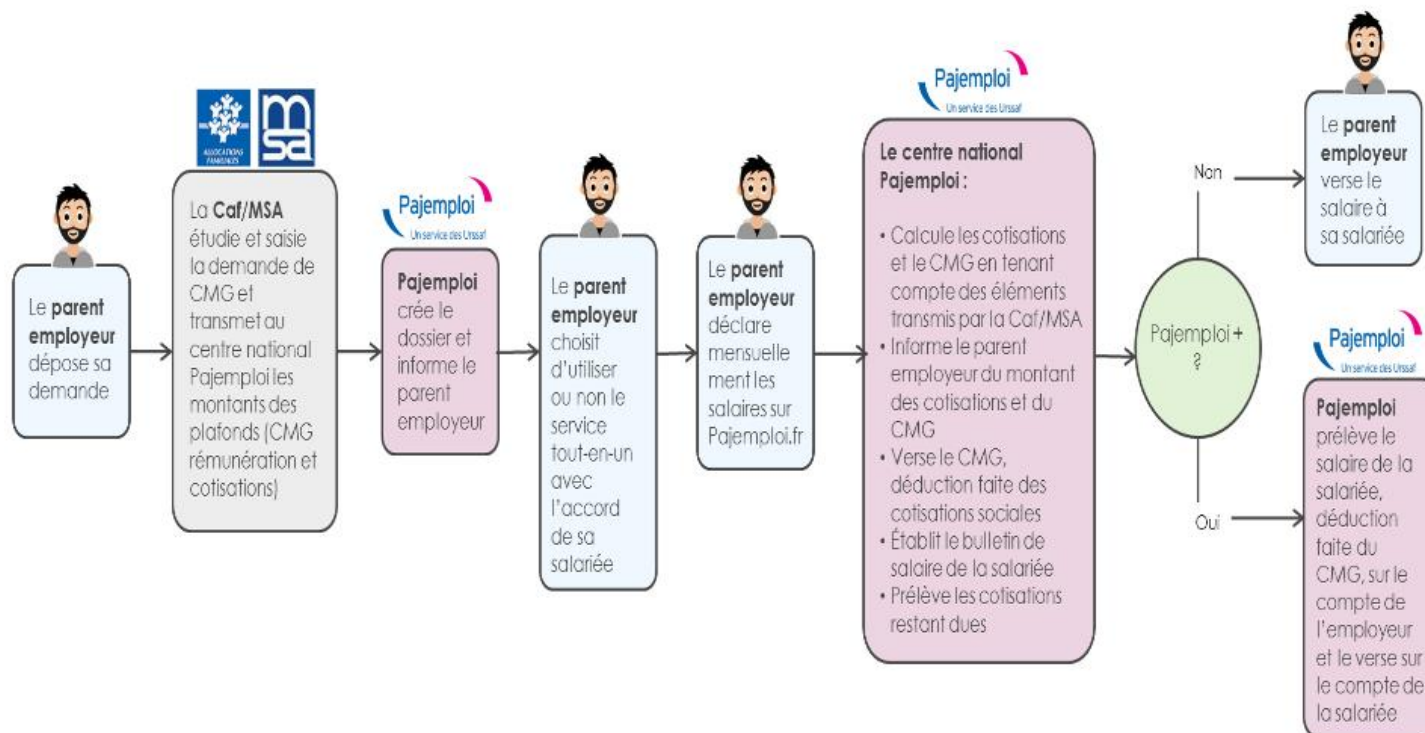 Le parent
employeur
dépose sa
demande
ALLOCATIONS
FAMILIALES
msa
La Caf/MSA
étudie et saisie
la demande de
CMG et
transmet au
centre national
Pajemploi les
montants des
plafonds (CMG
rémunération et
cotisations)
Pajemploi
Un service des Urssaf
Pajemploi
crée le
dossier et
informe le
parent
employeur
Le parent
employeur
choisit
d'utiliser
ou non le
service
tout-en-un
avec
l'accord
de sa
salariée
Le parent
employeur
déclare
mensuelle
ment les
salaires sur
Pajemploi.fr
Pajemploi
Un service des Urssaf
Le centre national
Pajemploi :
• Calcule les cotisations
et le CMG en tenant
compte des éléments
transmis par la Caf/MSA
• Informe le parent
employeur du montant
des cotisations et du
CMG
• Verse le CMG,
déduction faite des
cotisations sociales
• Établit le bulletin de
salaire de la salariée
• Prélève les cotisations
restant dues
Pajemploi +
?
Non
Le parent
employeur
verse le
salaire à
sa salariée
Oui
Pajemploi
Un service des Urssaf
Pajemploi
prélève le
salaire de la
salariée,
déduction
faite du
CMG, sur le
compte de
l'employeur
et le verse sur
le compte de
la salariée